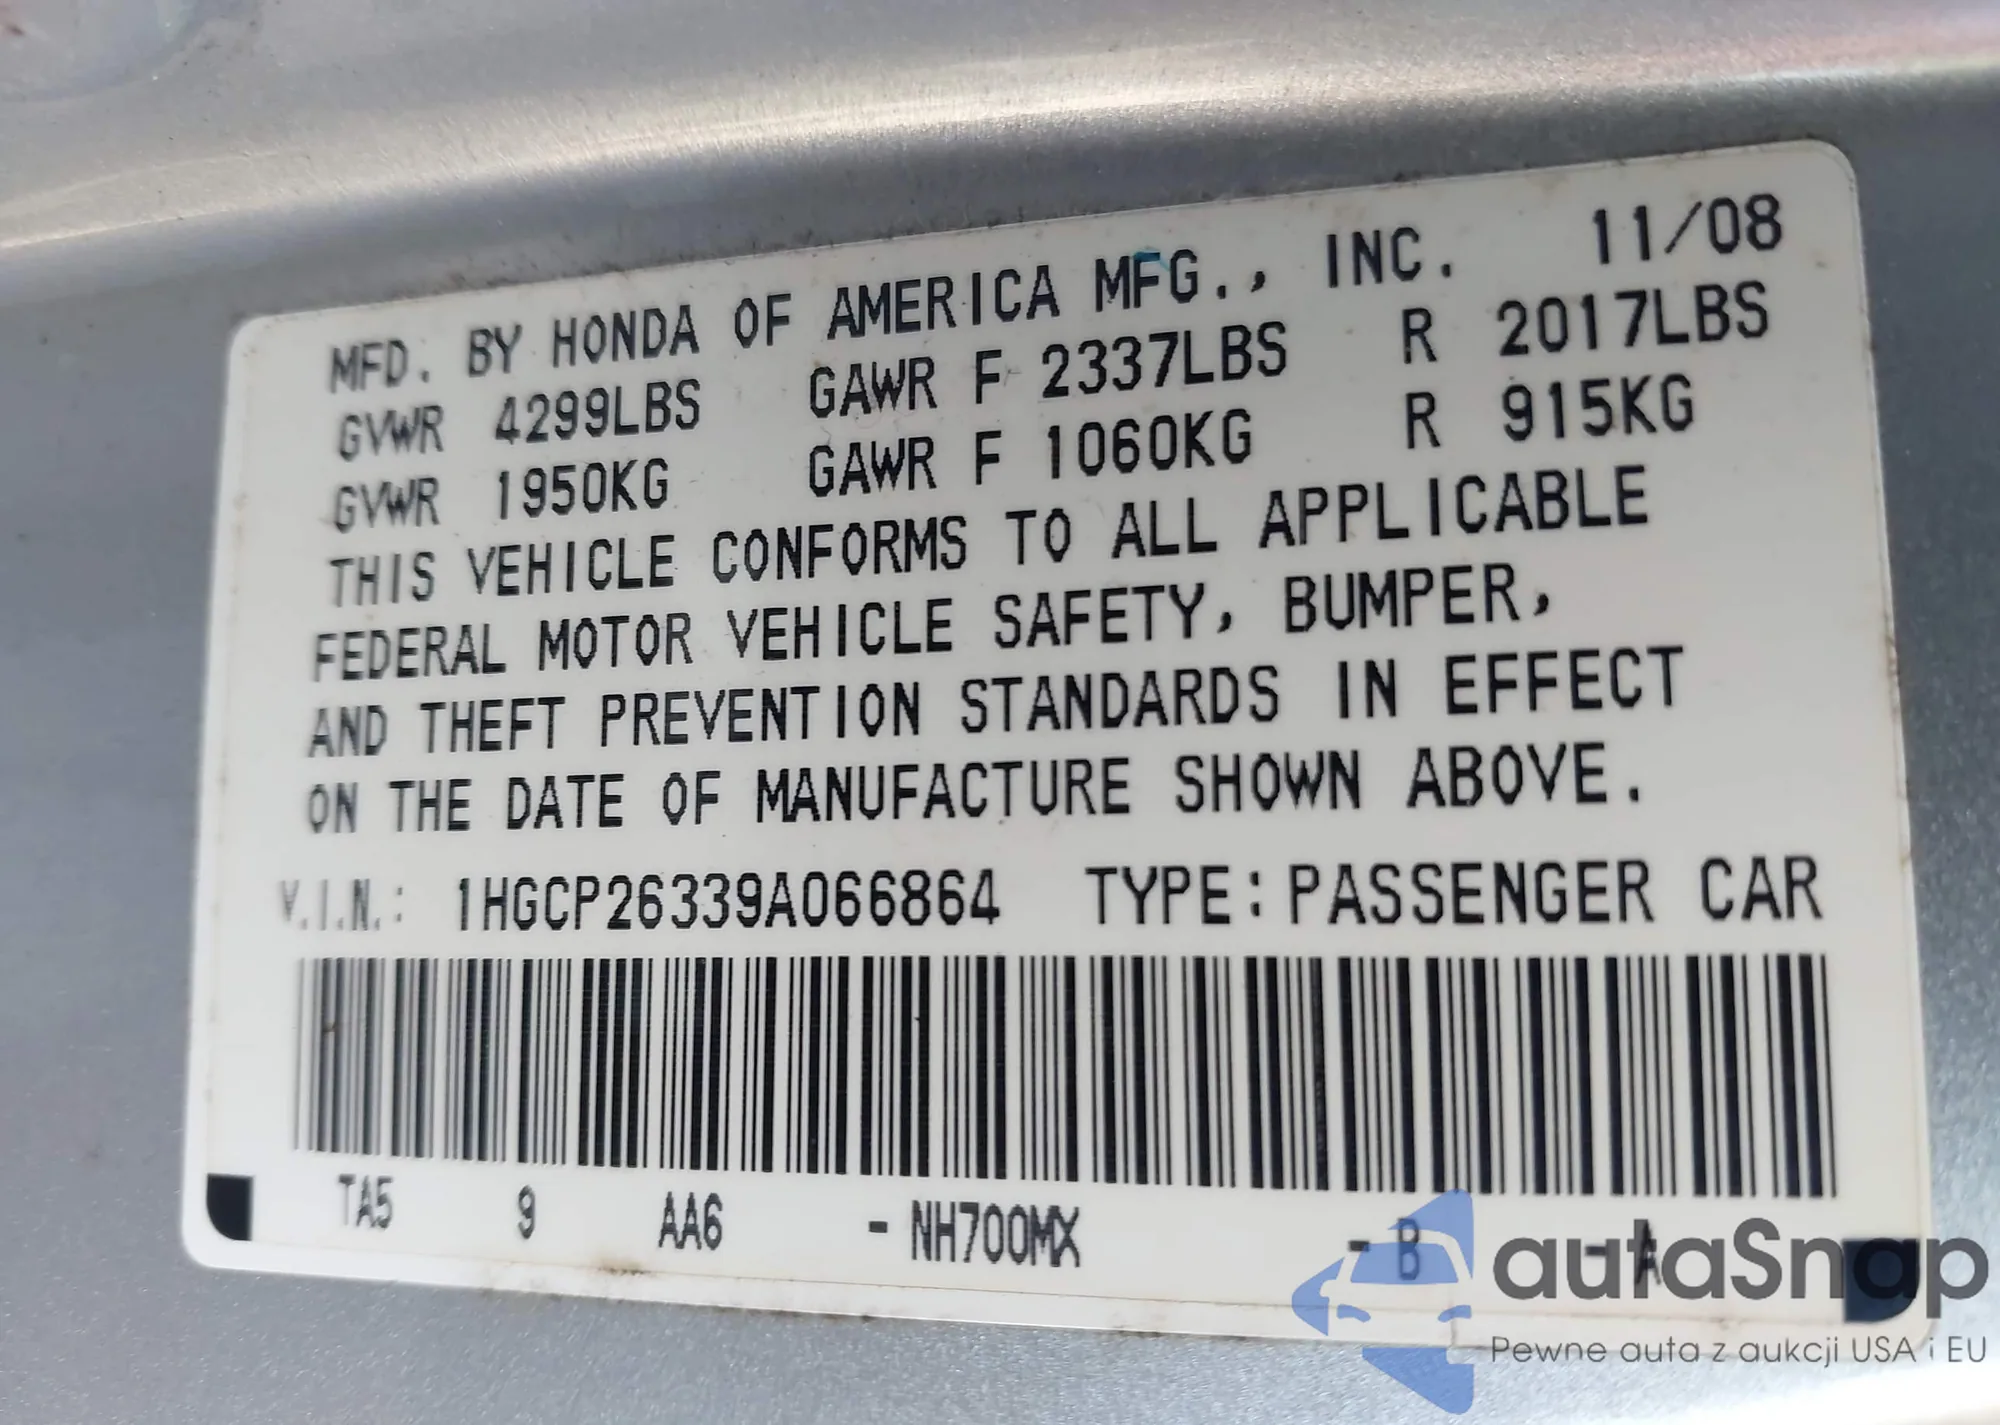 MFD. BY HONDA OF AMERICA MFG., INC. 11/08
GVWR 4299LBS GAWR F 2337LBS R 2017LBS
GVWR 1950KG GAWR F 1060KG R 915KG
THIS VEHICLE CONFORMS TO ALL APPLICABLE
FEDERAL MOTOR VEHICLE SAFETY, BUMPER,
AND THEFT PREVENTION STANDARDS IN EFFECT
ON THE DATE OF MANUFACTURE SHOWN ABOVE.
V.I.N.: 1HGCP26339A066864 TYPE: PASSENGER CAR
TA5 9 AA6 - NH700MX - B - A
autaSnap
Pewne auta z aukcji USA i EU